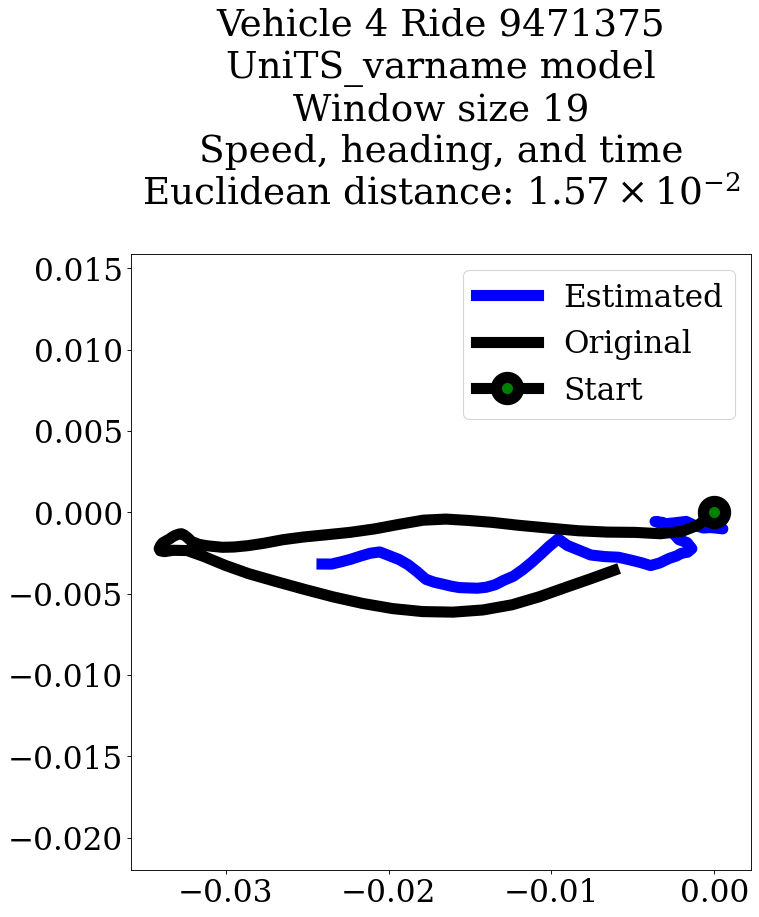 Vehicle 4 Ride 9471375
UniTS_varname model
Window size 19
Speed, heading, and time
Euclidean distance: 1.57 × 10⁻²
Estimated
Original
Start
0.015
0.010
0.005
0.000
−0.005
−0.010
−0.015
−0.020
−0.03 −0.02 −0.01 0.00